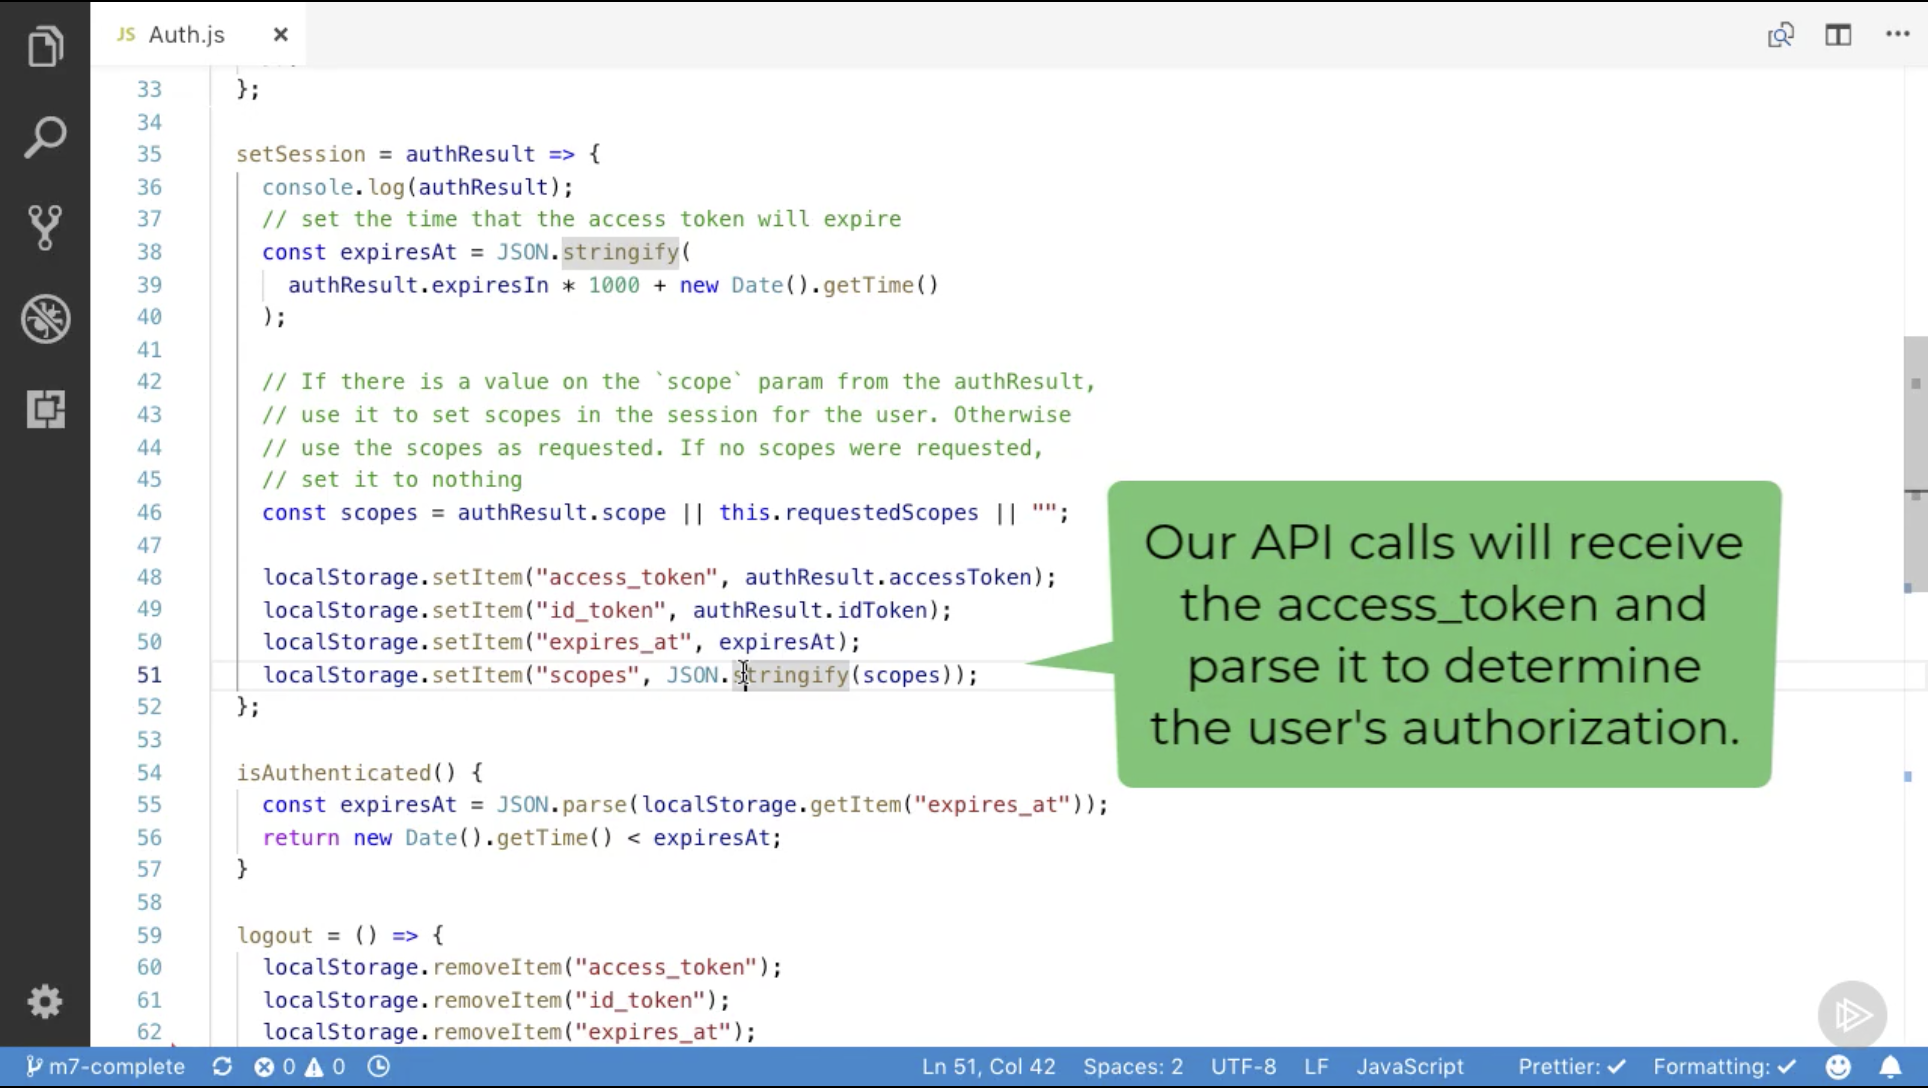 JS Auth.js
33 };
34
35 setSession = authResult => {
36 console.log(authResult);
37 // set the time that the access token will expire
38 const expiresAt = JSON.stringify(
39 authResult.expiresIn * 1000 + new Date().getTime()
40 );
41
42 // If there is a value on the `scope` param from the authResult,
43 // use it to set scopes in the session for the user. Otherwise
44 // use the scopes as requested. If no scopes were requested,
45 // set it to nothing
46 const scopes = authResult.scope || this.requestedScopes || "";
47
48 localStorage.setItem("access_token", authResult.accessToken);
49 localStorage.setItem("id_token", authResult.idToken);
50 localStorage.setItem("expires_at", expiresAt);
51 localStorage.setItem("scopes", JSON.stringify(scopes));
52 };
53
54 isAuthenticated() {
55 const expiresAt = JSON.parse(localStorage.getItem("expires_at"));
56 return new Date().getTime() < expiresAt;
57 }
58
59 logout = () => {
60 localStorage.removeItem("access_token");
61 localStorage.removeItem("id_token");
62 localStorage.removeItem("expires_at");
Our API calls will receive
the access_token and
parse it to determine
the user's authorization.
m7-complete 0 0 Ln 51, Col 42 Spaces: 2 UTF-8 LF JavaScript Prettier: ✓ Formatting: ✓